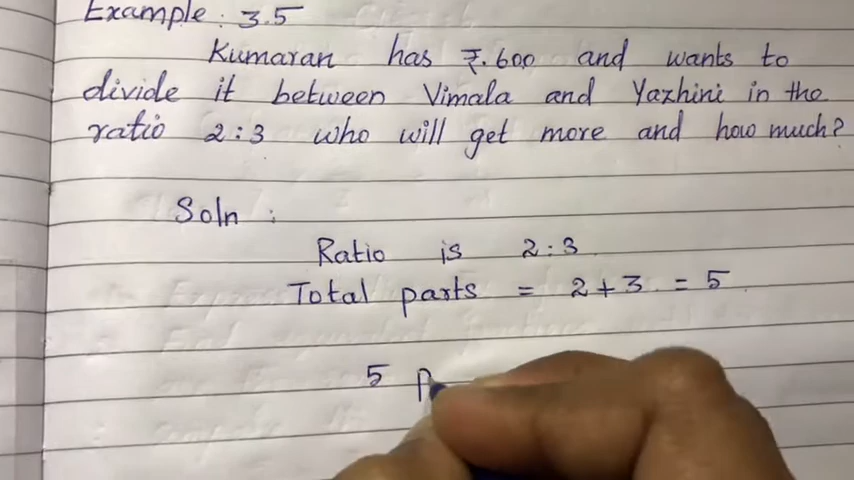 Example : 3.5
Kumaran has ₹.600 and wants to
divide it between Vimala and Yazhini in the
ratio 2:3 who will get more and how much?
Soln :
Ratio is 2:3
Total parts = 2+3 = 5
5 p